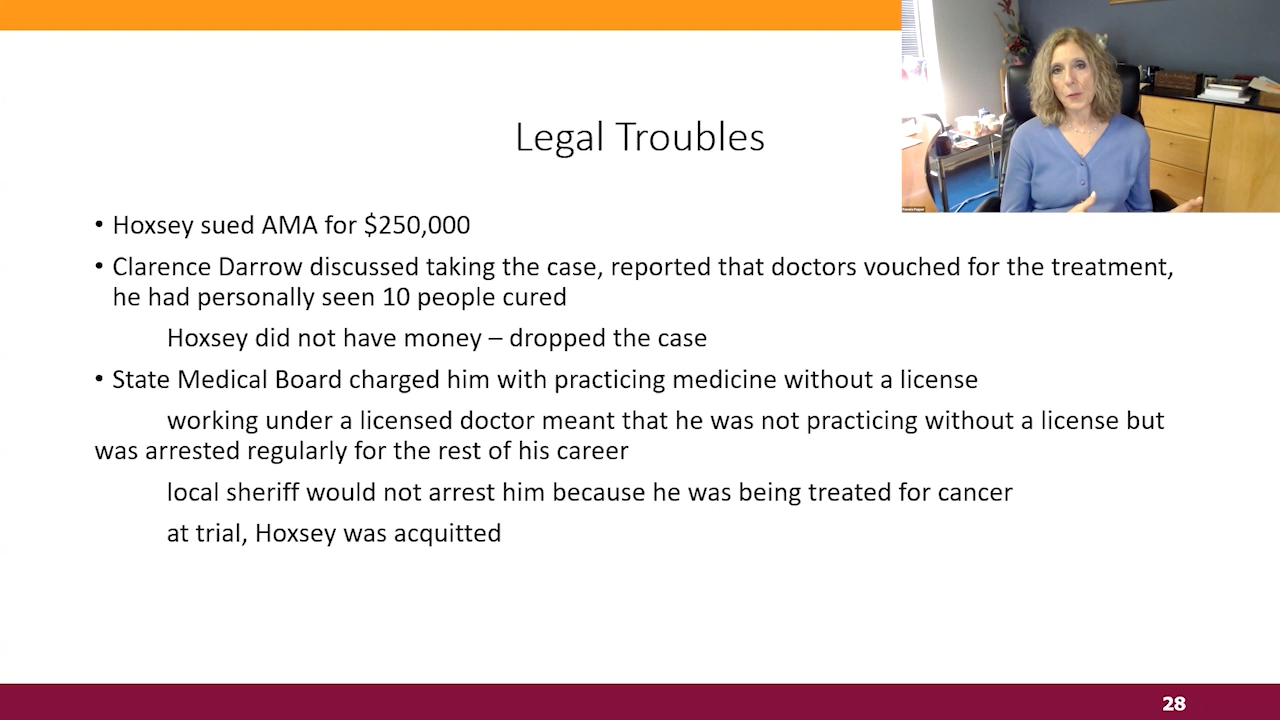 Legal Troubles
• Hoxsey sued AMA for $250,000
• Clarence Darrow discussed taking the case, reported that doctors vouched for the treatment,
he had personally seen 10 people cured
Hoxsey did not have money – dropped the case
• State Medical Board charged him with practicing medicine without a license
working under a licensed doctor meant that he was not practicing without a license but
was arrested regularly for the rest of his career
local sheriff would not arrest him because he was being treated for cancer
at trial, Hoxsey was acquitted
28